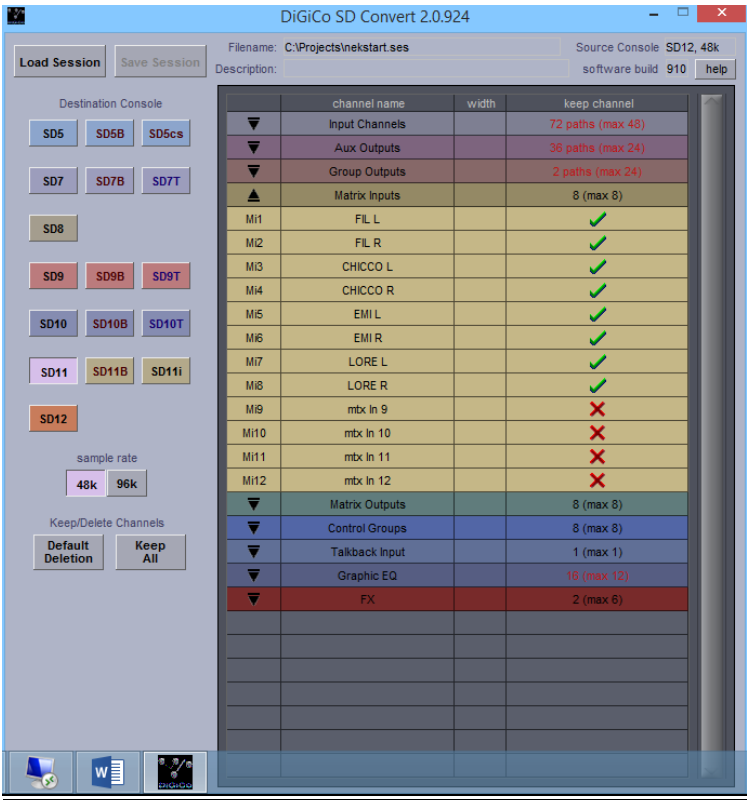 DiGiCo SD Convert 2.0.924
Load Session
Save Session
Filename: C:\Projects\nekstart.ses
Source Console SD12, 48k
Description:
software build 910 help
Destination Console
SD5 SD5B SD5cs
SD7 SD7B SD7T
SD8
SD9 SD9B SD9T
SD10 SD10B SD10T
SD11 SD11B SD11i
SD12
sample rate
48k 96k
Keep/Delete Channels
Default Deletion
Keep All
channel name width keep channel
Input Channels 72 paths (max 48)
Aux Outputs 36 paths (max 24)
Group Outputs 2 paths (max 24)
Matrix Inputs 8 (max 8)
Mi1 FIL L
Mi2 FIL R
Mi3 CHICCO L
Mi4 CHICCO R
Mi5 EMI L
Mi6 EMI R
Mi7 LORE L
Mi8 LORE R
Mi9 mtx In 9
Mi10 mtx In 10
Mi11 mtx In 11
Mi12 mtx In 12
Matrix Outputs 8 (max 8)
Control Groups 8 (max 8)
Talkback Input 1 (max 1)
Graphic EQ 16 (max 12)
FX 2 (max 6)
W
DiGiCo